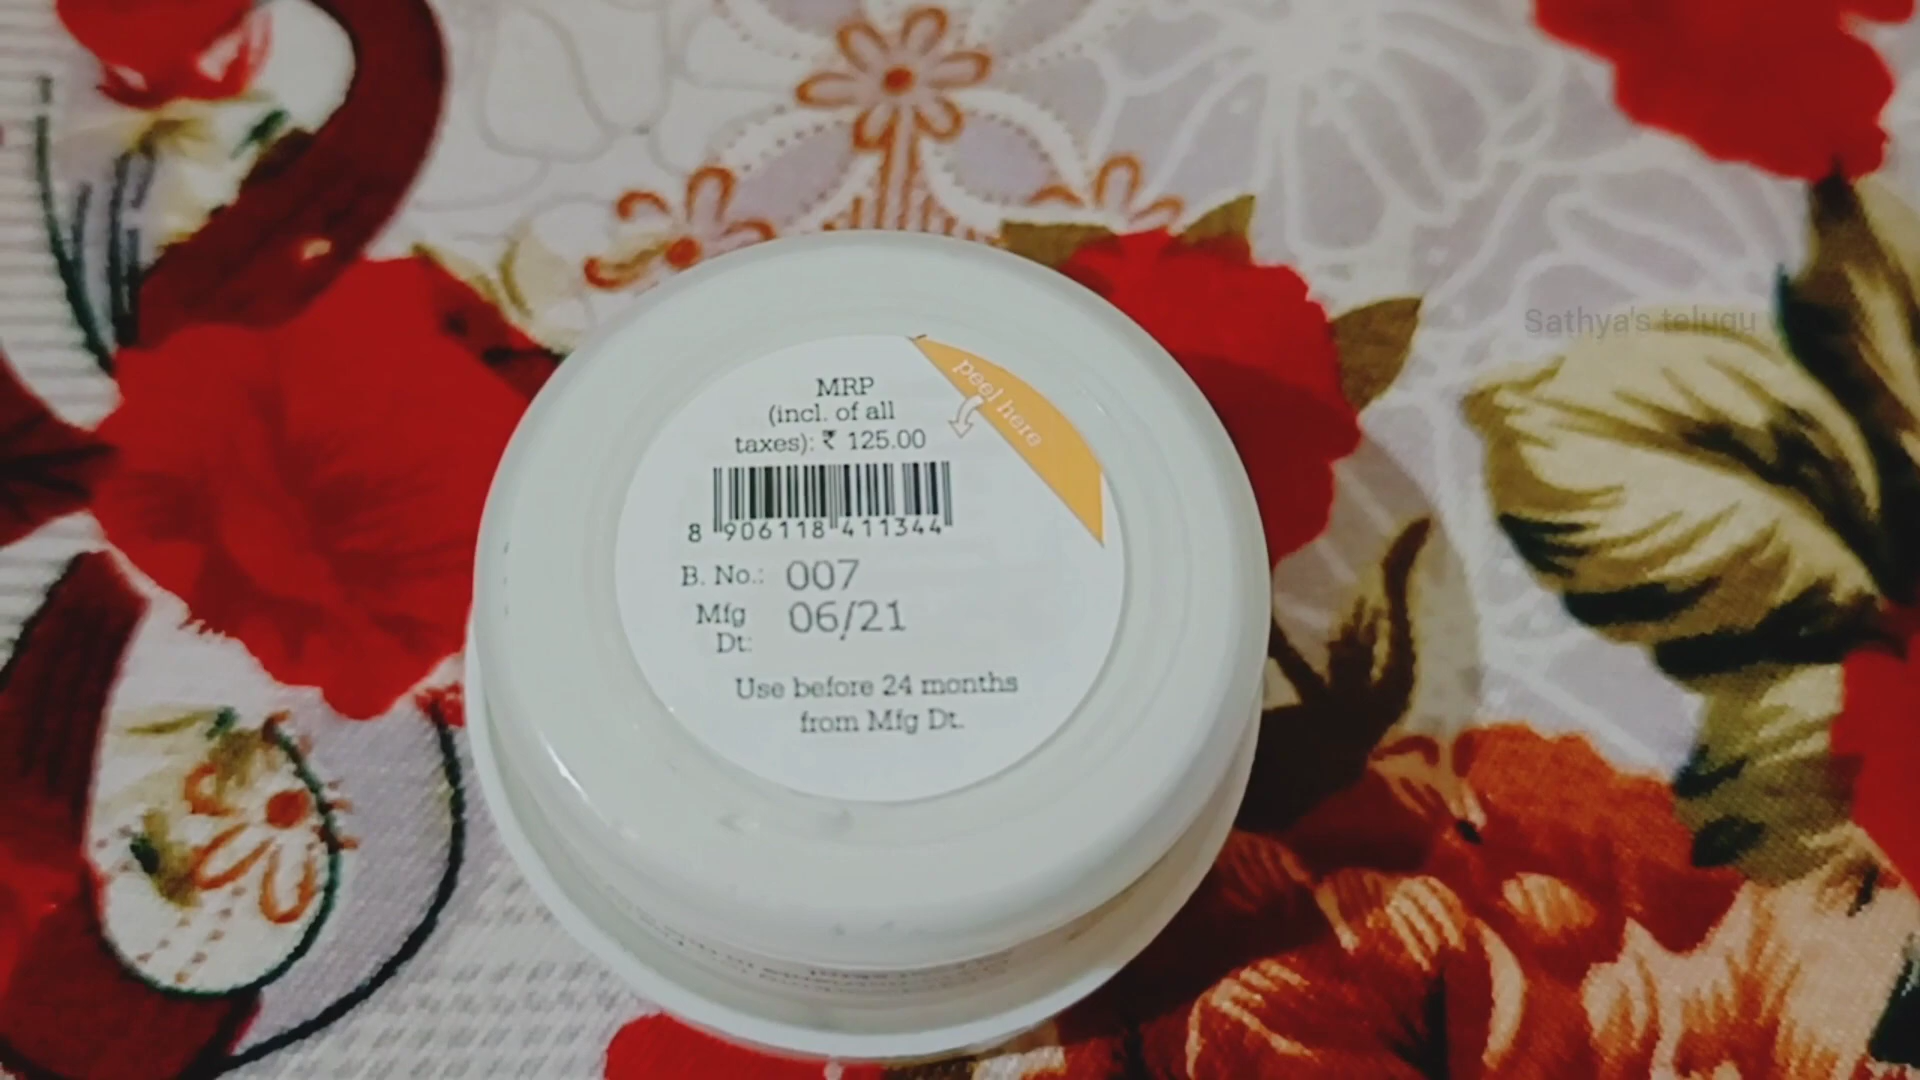 MRP
(incl. of all
taxes): ₹ 125.00
peel here
8 906118 411344
B. No.: 007
Mfg 06/21
Dt:
Use before 24 months
from Mfg Dt.
Sathya's telugu